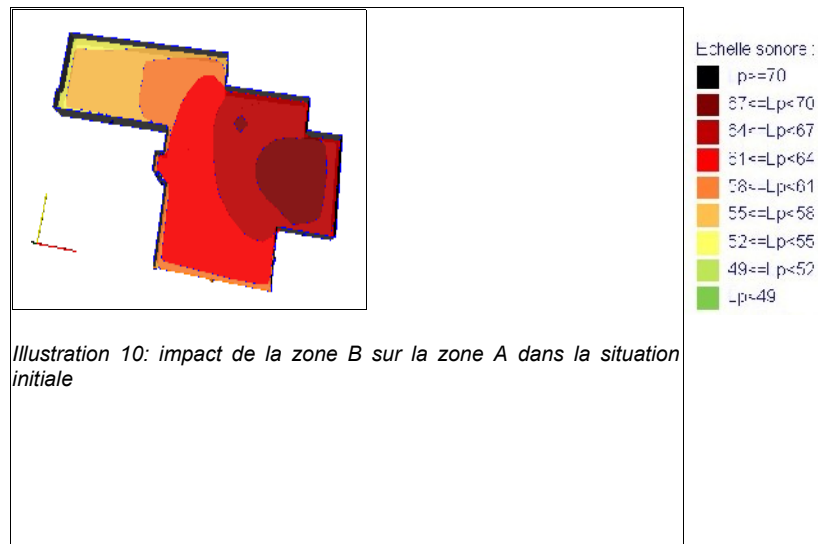 Echelle sonore :
Lp>=70
67<=Lp<70
64<=Lp<67
61<=Lp<64
58<=Lp<61
55<=Lp<58
52<=Lp<55
49<=Lp<52
Lp<49
Illustration 10: impact de la zone B sur la zone A dans la situation
initiale